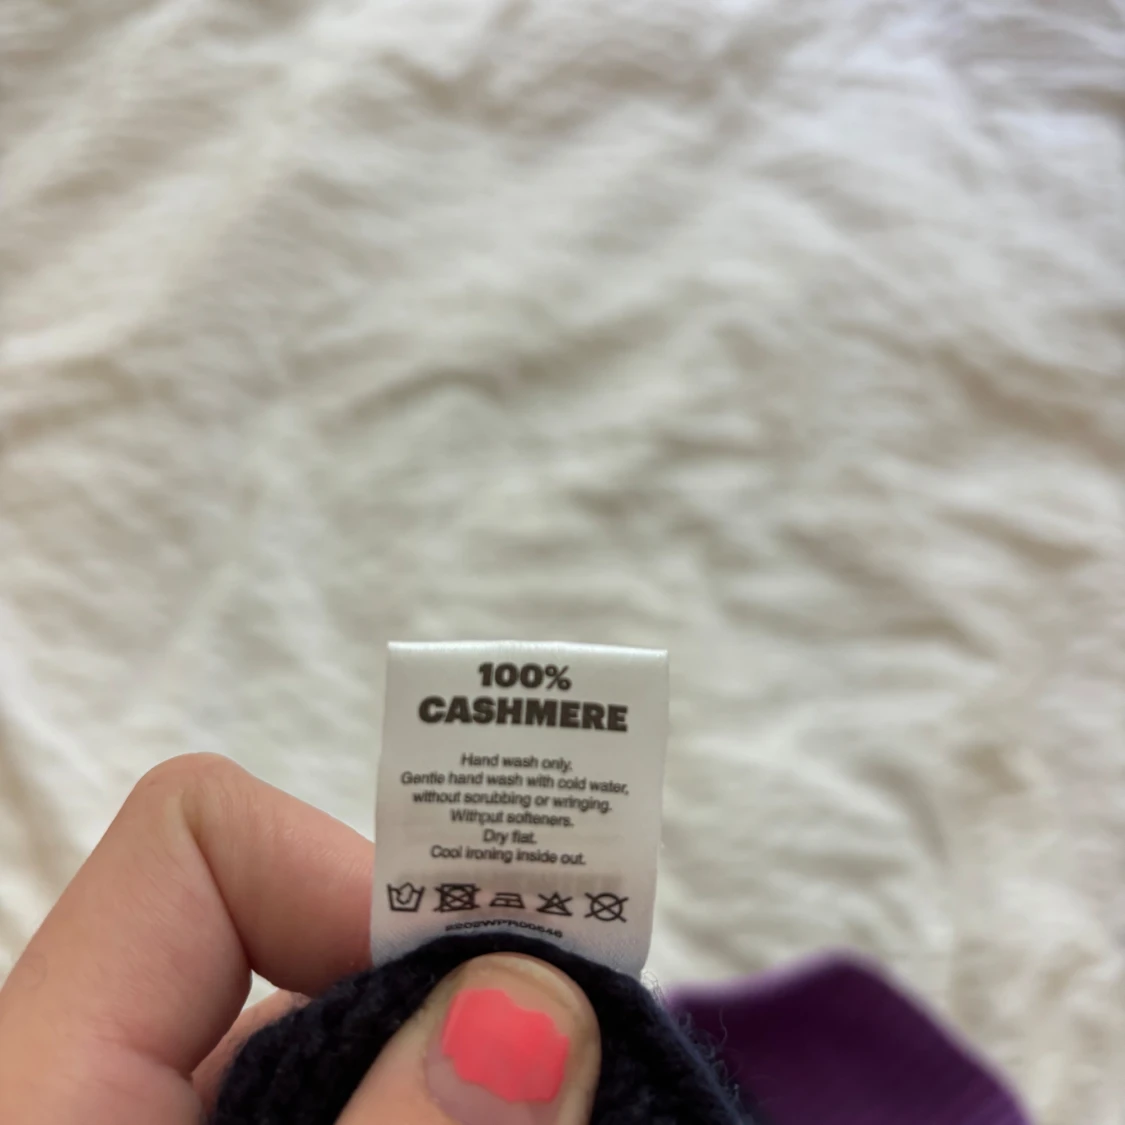 100%
CASHMERE
Hand wash only.
Gentle hand wash with cold water,
without scrubbing or wringing.
Without softeners.
Dry flat.
Cool ironing inside out.